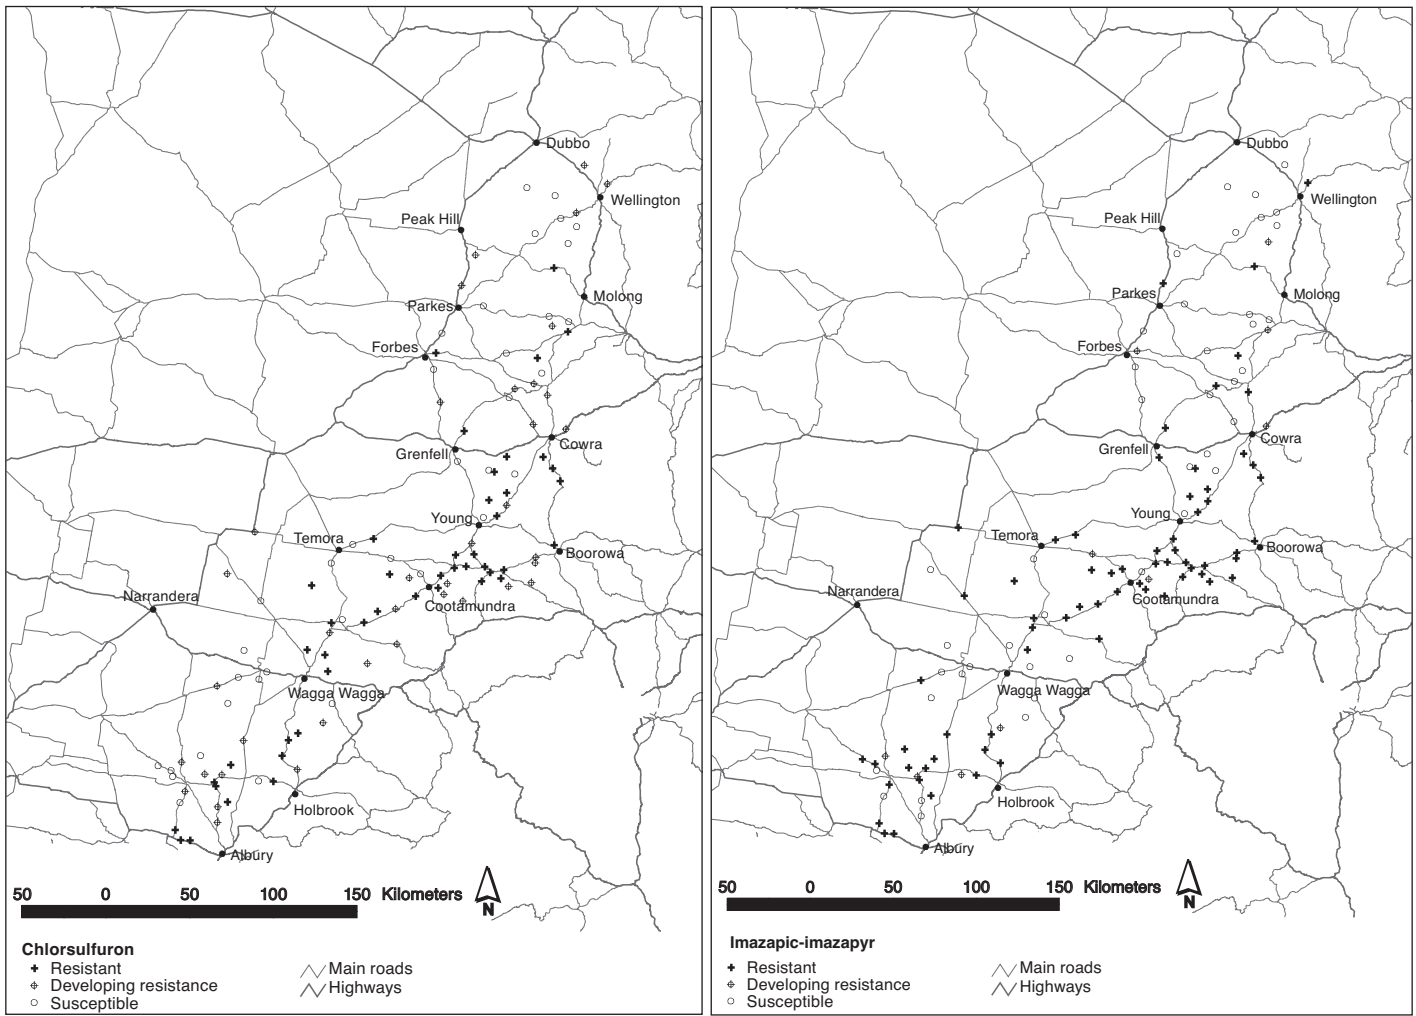 Dubbo
Wellington
Peak Hill
Parkes
Molong
Forbes
Grenfell
Cowra
Young
Temora
Boorowa
Narrandera
Cootamundra
Wagga Wagga
Holbrook
Albury
50 0 50 100 150 Kilometers
N
Chlorsulfuron
Resistant
Developing resistance
Susceptible
Main roads
Highways
Dubbo
Wellington
Peak Hill
Parkes
Molong
Forbes
Grenfell
Cowra
Young
Temora
Boorowa
Narrandera
Cootamundra
Wagga Wagga
Holbrook
Albury
50 0 50 100 150 Kilometers
N
Imazapic-imazapyr
Resistant
Developing resistance
Susceptible
Main roads
Highways